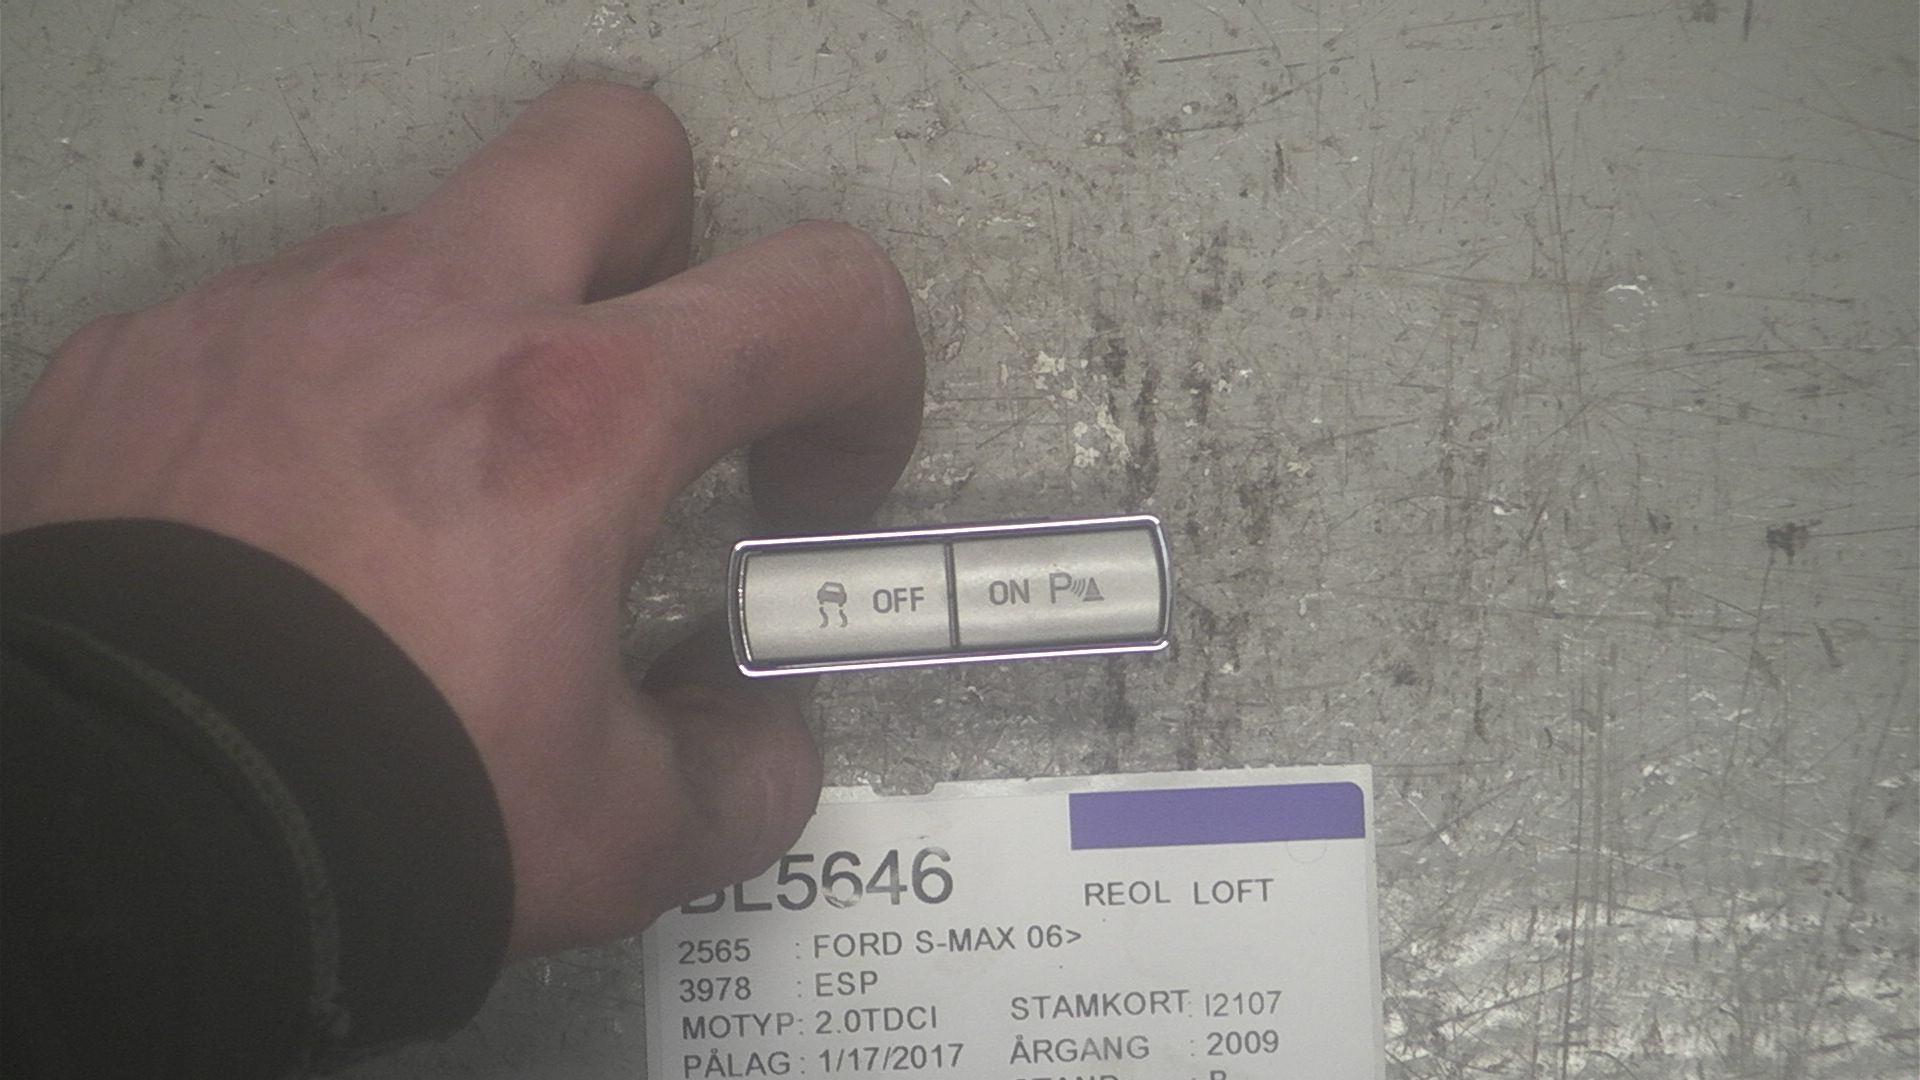 OFF ON P
BL5646
REOL LOFT
2565 : FORD S-MAX 06>
3978 : ESP
MOTYP: 2.0TDCI STAMKORT: I2107
PÅLAG: 1/17/2017 ÅRGANG : 2009